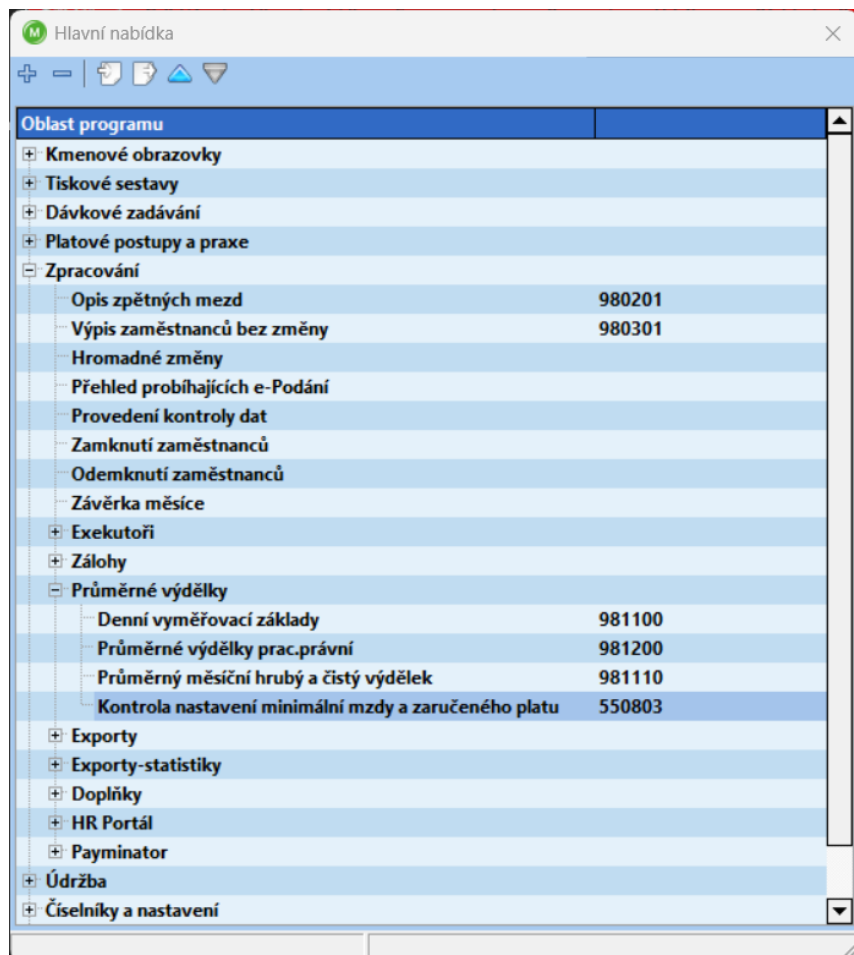 M Hlavní nabídka
Oblast programu
Kmenové obrazovky
Tiskové sestavy
Dávkové zadávání
Platové postupy a praxe
Zpracování
Opis zpětných mezd 980201
Výpis zaměstnanců bez změny 980301
Hromadné změny
Přehled probíhajících e-Podání
Provedení kontroly dat
Zamknutí zaměstnanců
Odemknutí zaměstnanců
Závěrka měsíce
Exekutoři
Zálohy
Průměrné výdělky
Denní vyměřovací základy 981100
Průměrné výdělky prac.právní 981200
Průměrný měsíční hrubý a čistý výdělek 981110
Kontrola nastavení minimální mzdy a zaručeného platu 550803
Exporty
Exporty-statistiky
Doplňky
HR Portál
Payminator
Údržba
Číselníky a nastavení